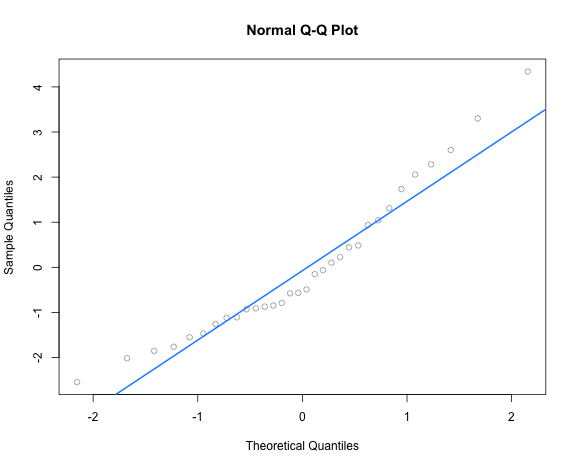 Normal Q-Q Plot
4
3
2
1
0
-1
-2
Sample Quantiles
-2 -1 0 1 2
Theoretical Quantiles